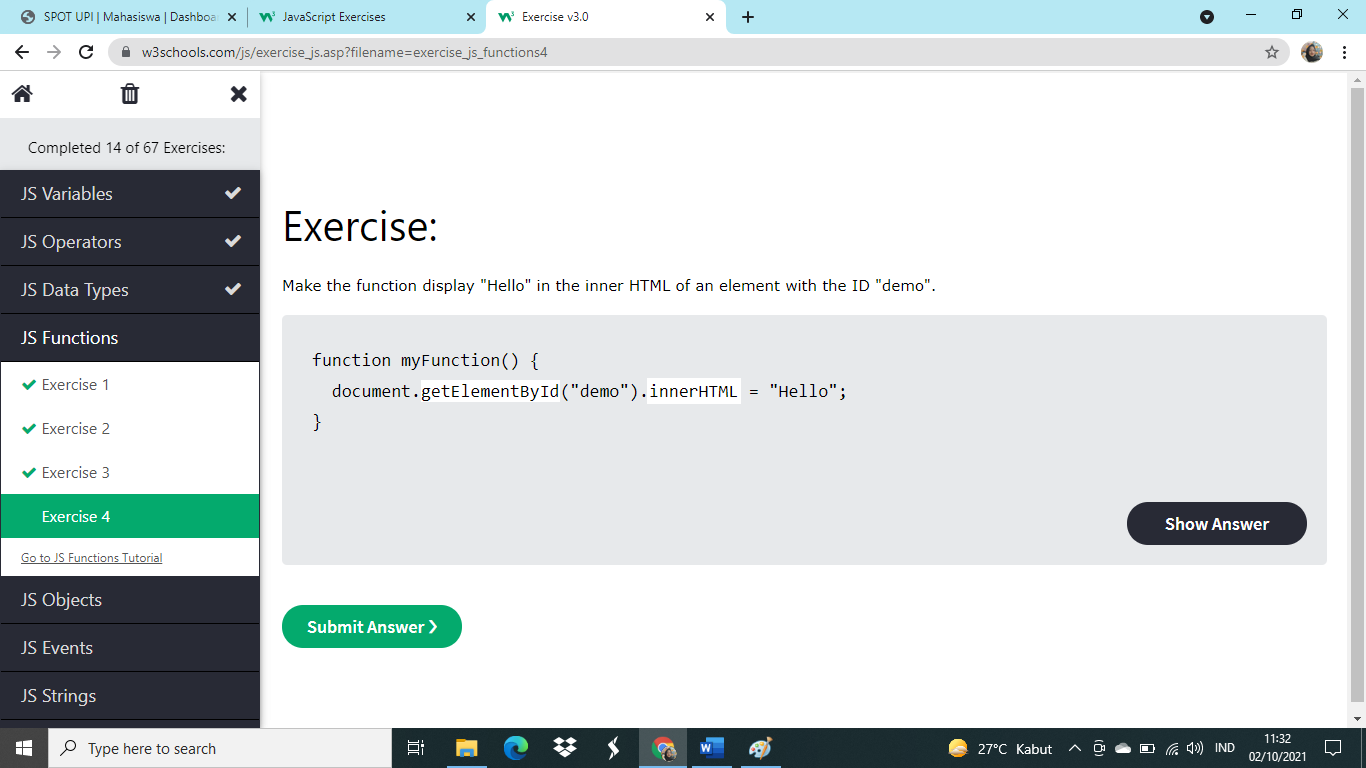 SPOT UPI | Mahasiswa | Dashboa
JavaScript Exercises
Exercise v3.0
w3schools.com/js/exercise_js.asp?filename=exercise_js_functions4
Completed 14 of 67 Exercises:
JS Variables
JS Operators
JS Data Types
JS Functions
Exercise 1
Exercise 2
Exercise 3
Exercise 4
Go to JS Functions Tutorial
JS Objects
JS Events
JS Strings
Exercise:
Make the function display "Hello" in the inner HTML of an element with the ID "demo".
function myFunction() {
document.getElementById("demo").innerHTML = "Hello";
}
Show Answer
Submit Answer ❯
Type here to search
27°C Kabut
IND
11:32
02/10/2021